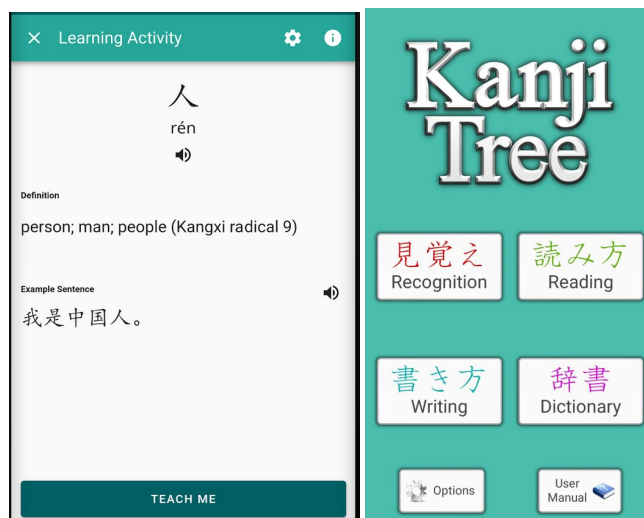 Learning Activity
人
rén
Definition
person; man; people (Kangxi radical 9)
Example Sentence
我是中国人。
TEACH ME
Kanji
Tree
見覚え
Recognition
読み方
Reading
書き方
Writing
辞書
Dictionary
Options
User
Manual